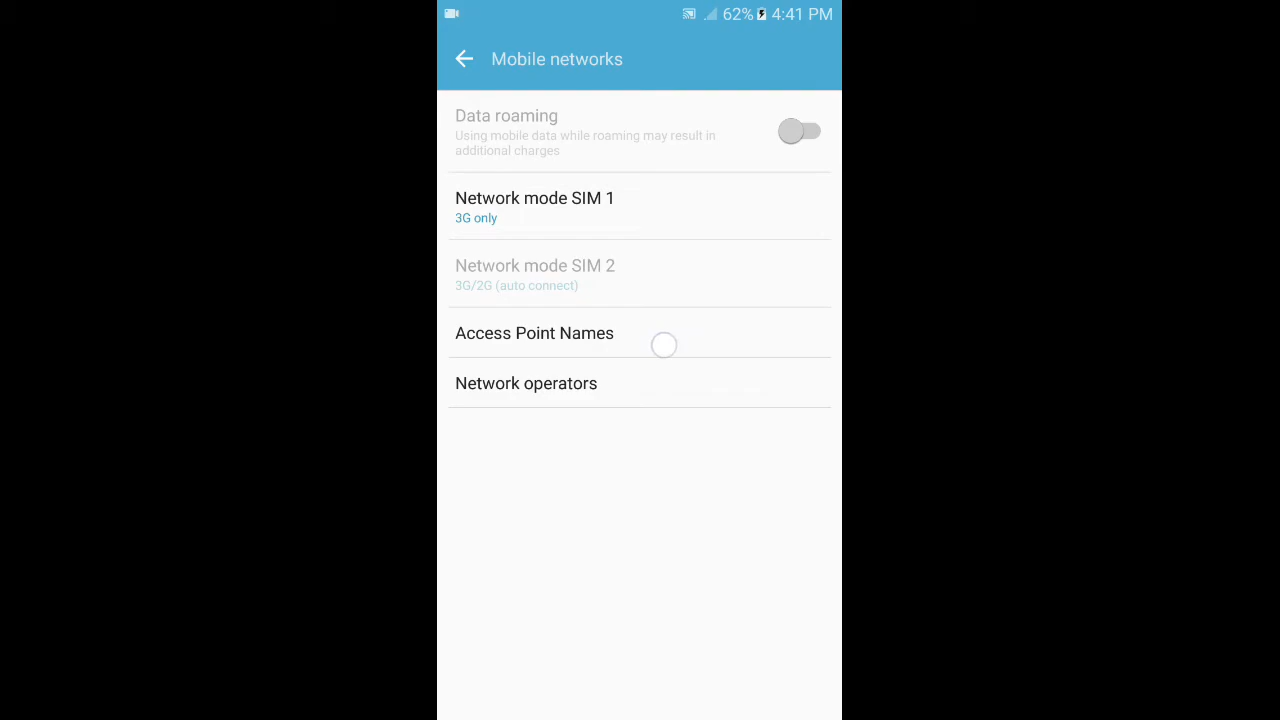 62% 4:41 PM
Mobile networks
Data roaming
Using mobile data while roaming may result in
additional charges
Network mode SIM 1
3G only
Network mode SIM 2
3G/2G (auto connect)
Access Point Names
Network operators